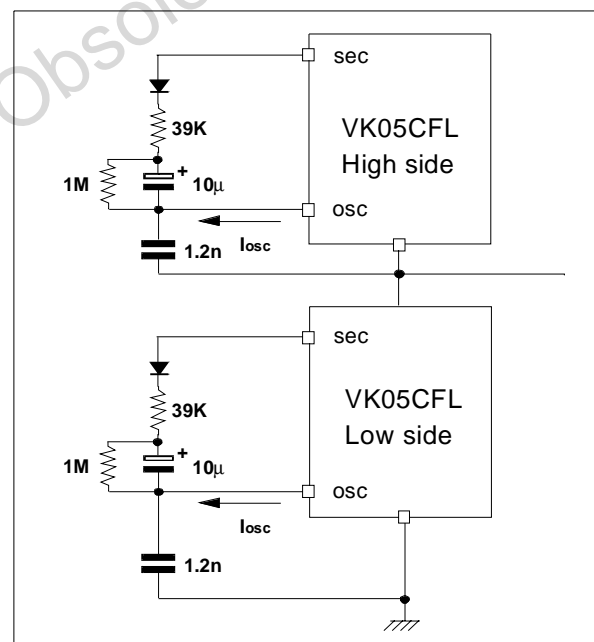 Obsol
sec
39K
VK05CFL
High side
1M
+
10μ
osc
Iosc
1.2n
sec
39K
VK05CFL
Low side
1M
+
10μ
osc
Iosc
1.2n